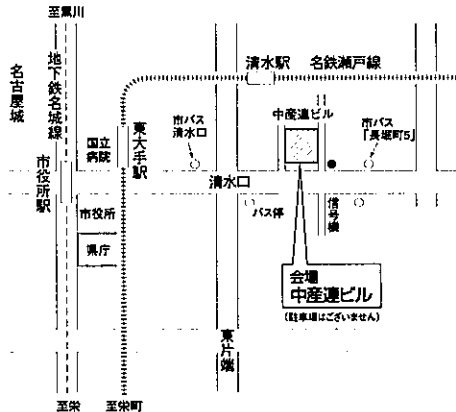 至黒川
清水駅
名鉄瀬戸線
名古屋城
地下鉄名城線
市役所駅
国立
病院
東大手駅
市バス
清水口
中産連ビル
市バス
「長塀町5」
清水口
市役所
県庁
バス停
信号機
会場
中産連ビル
(駐車場はございません)
東片端
至栄
至栄町